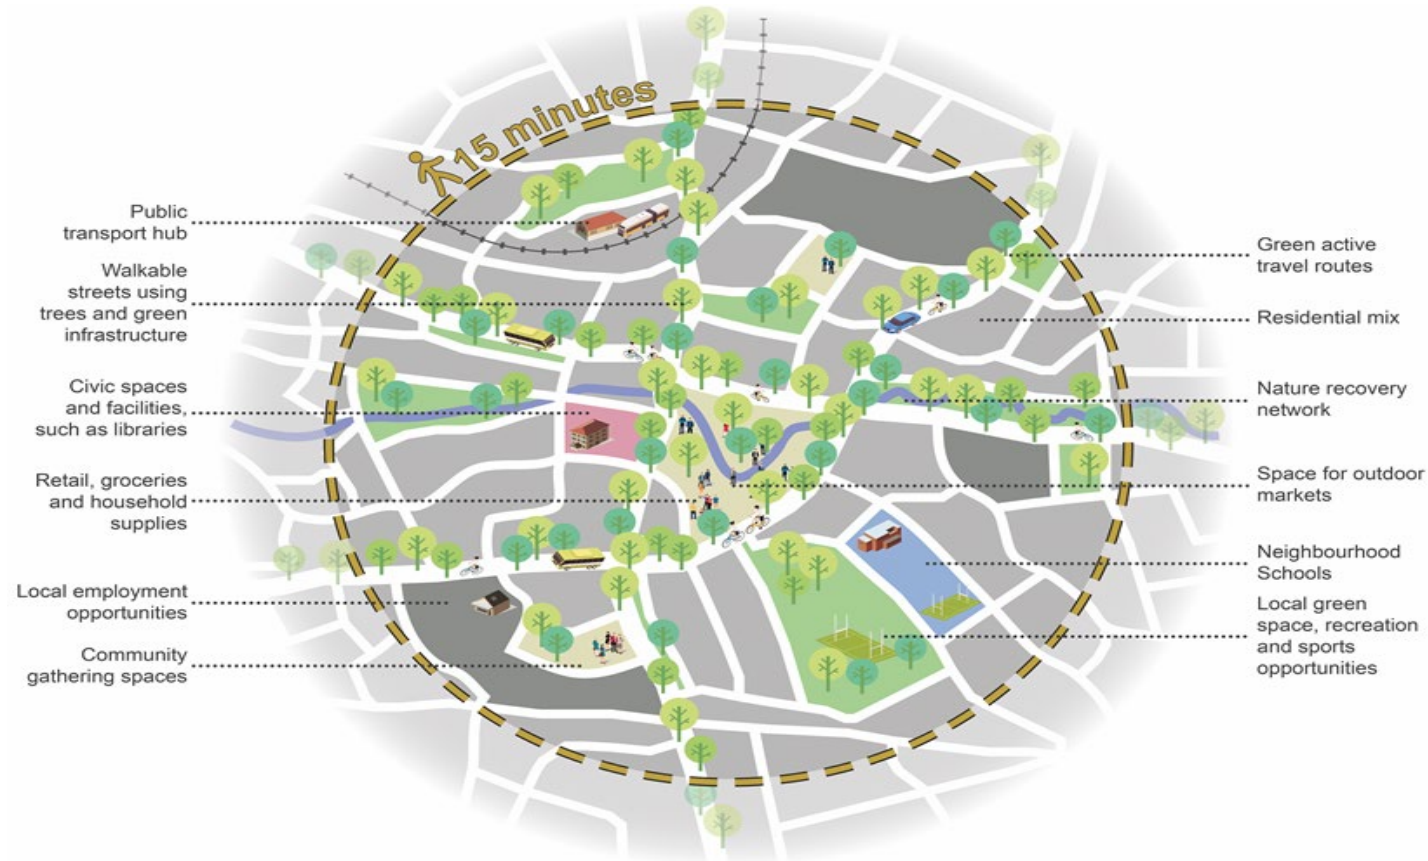 15 minutes
Public
transport hub
Walkable
streets using
trees and green
infrastructure
Civic spaces
and facilities,
such as libraries
Retail, groceries
and household
supplies
Local employment
opportunities
Community
gathering spaces
Green active
travel routes
Residential mix
Nature recovery
network
Space for outdoor
markets
Neighbourhood
Schools
Local green
space, recreation
and sports
opportunities